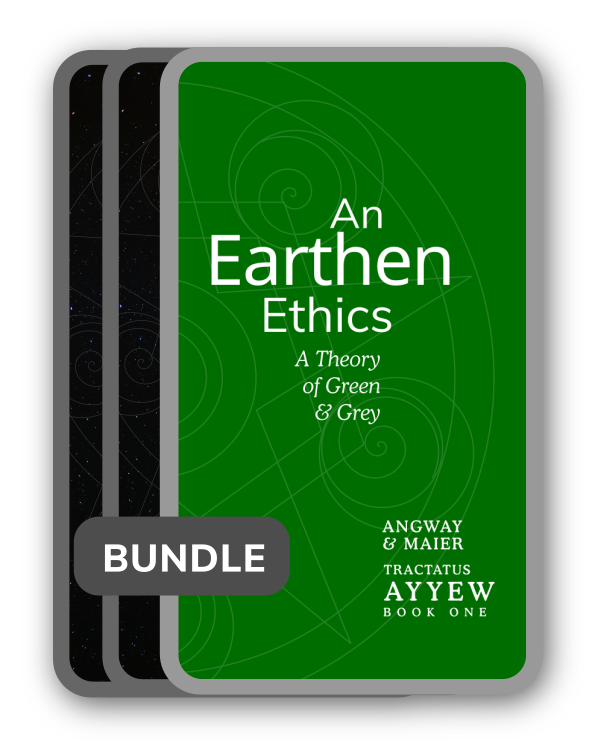 An
Earthen
Ethics
A Theory
of Green
& Grey
BUNDLE
ANGWAY
& MAIER
TRACTATUS
AYYEW
BOOK ONE